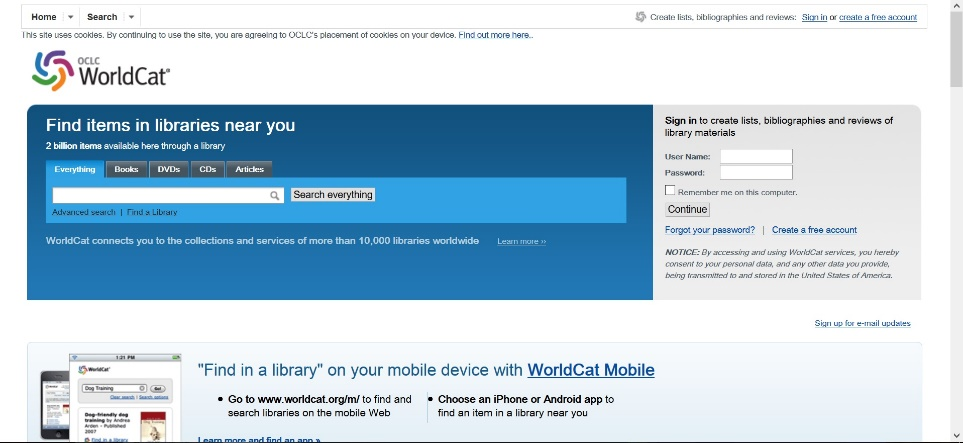 Home Search Create lists, bibliographies and reviews: Sign in or create a free account
This site uses cookies. By continuing to use the site, you are agreeing to OCLC's placement of cookies on your device. Find out more here..
OCLC
WorldCat
Find items in libraries near you
2 billion items available here through a library
Everything Books DVDs CDs Articles
Search everything
Advanced search | Find a Library
WorldCat connects you to the collections and services of more than 10,000 libraries worldwide Learn more »
Sign in to create lists, bibliographies and reviews of
library materials
User Name:
Password:
Remember me on this computer.
Continue
Forgot your password? | Create a free account
NOTICE: By accessing and using WorldCat services, you hereby
consent to your personal data, and any other data you provide,
being transmitted to and stored in the United States of America.
Sign up for e-mail updates
1:21 PM
WorldCat
Dog Training Go!
Clear search | Search options
Dog-friendly dog
training by Andrea
Arden - Published
2007
Find in a library
"Find in a library" on your mobile device with WorldCat Mobile
• Go to www.worldcat.org/m/ to find and
search libraries on the mobile Web
• Choose an iPhone or Android app to
find an item in a library near you
Learn more and find an app »